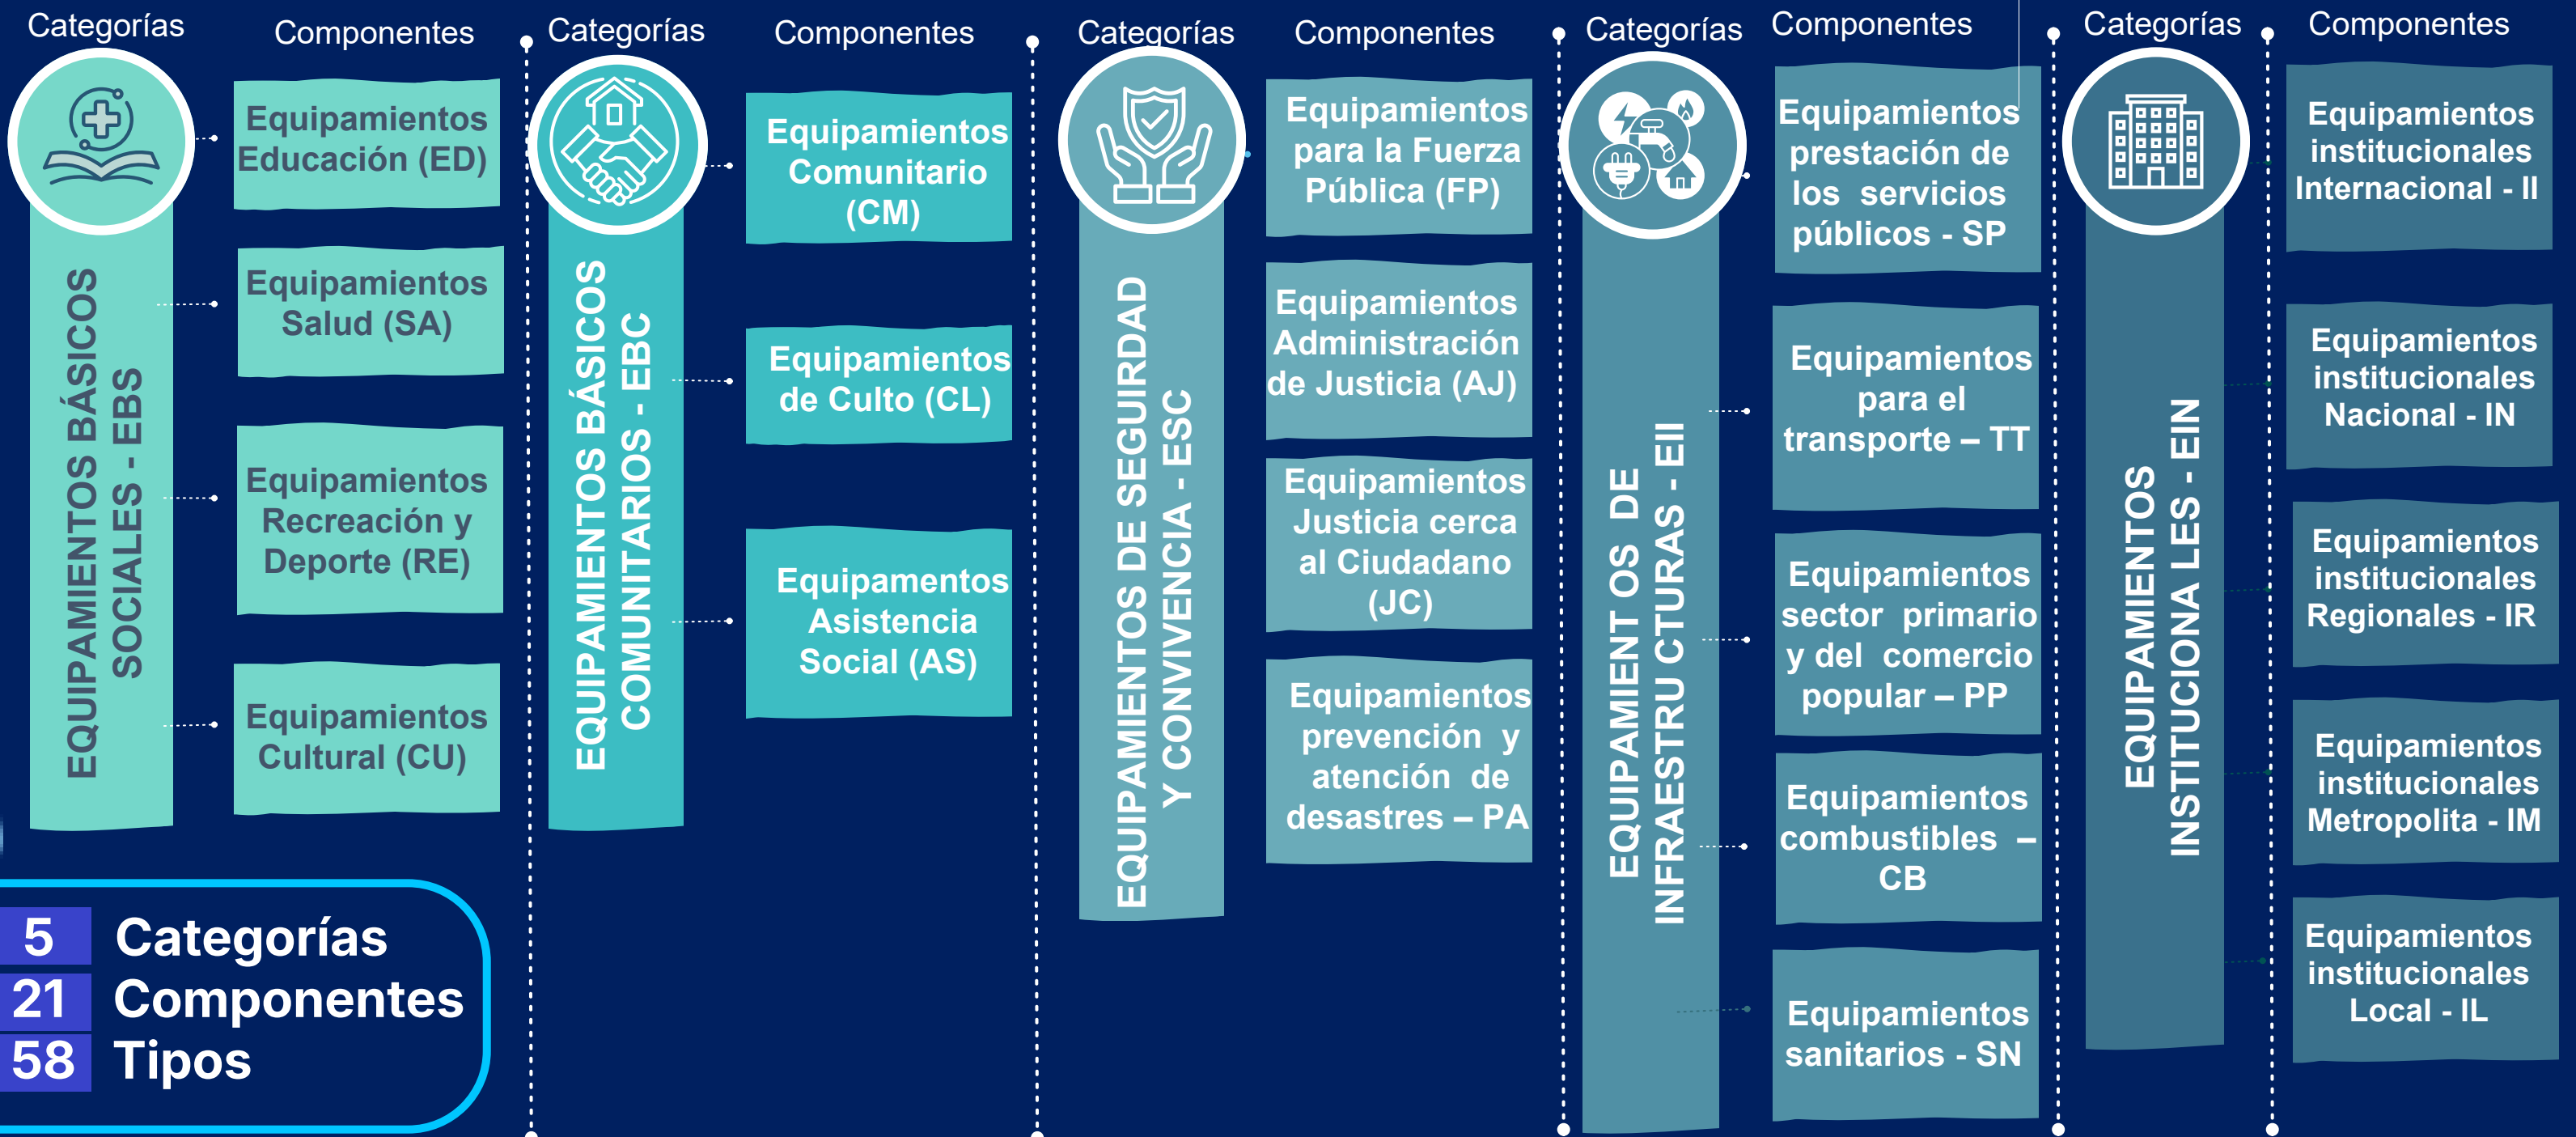 Categorías
Componentes
EQUIPAMIENTOS BÁSICOS
SOCIALES - EBS
Equipamientos
Educación (ED)
Equipamientos
Salud (SA)
Equipamientos
Recreación y
Deporte (RE)
Equipamientos
Cultural (CU)
Categorías
Componentes
EQUIPAMIENTOS BÁSICOS
COMUNITARIOS - EBC
Equipamientos
Comunitario
(CM)
Equipamientos
de Culto (CL)
Equipamentos
Asistencia
Social (AS)
Categorías
Componentes
EQUIPAMIENTOS DE SEGUIRDAD
Y CONVIVENCIA - ESC
Equipamientos
para la Fuerza
Pública (FP)
Equipamientos
Administración
de Justicia (AJ)
Equipamientos
Justicia cerca
al Ciudadano
(JC)
Equipamientos
prevención y
atención de
desastres – PA
Categorías
Componentes
EQUIPAMIENT OS DE
INFRAESTRU CTURAS - EII
Equipamientos
prestación de
los servicios
públicos - SP
Equipamientos
para el
transporte – TT
Equipamientos
sector primario
y del comercio
popular – PP
Equipamientos
combustibles –
CB
Equipamientos
sanitarios - SN
Categorías
Componentes
EQUIPAMIENTOS
INSTITUCIONA LES - EIN
Equipamientos
institucionales
Internacional - II
Equipamientos
institucionales
Nacional - IN
Equipamientos
institucionales
Regionales - IR
Equipamientos
institucionales
Metropolita - IM
Equipamientos
institucionales
Local - IL
5 Categorías
21 Componentes
58 Tipos